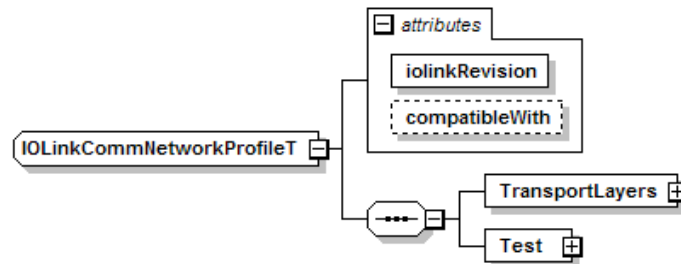 attributes
iolinkRevision
compatibleWith
IOLinkCommNetworkProfileT
TransportLayers
Test